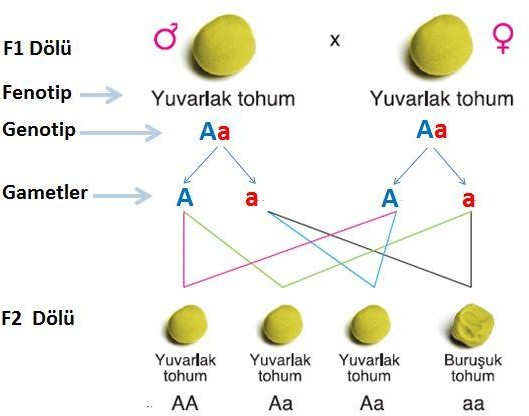 F1 Dölü
♂ x ♀
Fenotip Yuvarlak tohum Yuvarlak tohum
Genotip Aa Aa
Gametler A a A a
F2 Dölü
Yuvarlak tohum Yuvarlak tohum Yuvarlak tohum Buruşuk tohum
AA Aa Aa aa